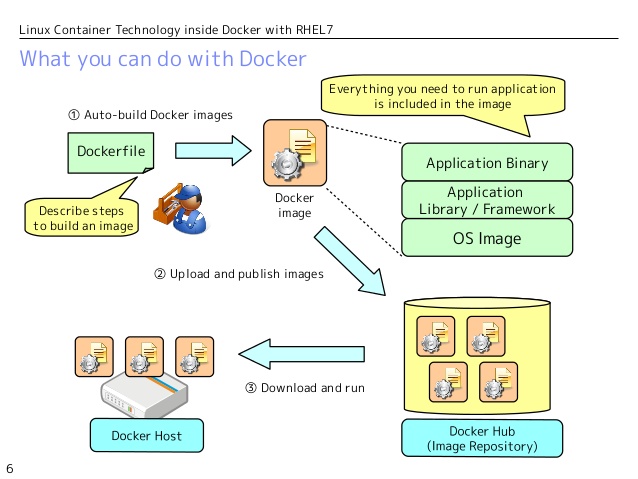 Linux Container Technology inside Docker with RHEL7
What you can do with Docker
Everything you need to run application
is included in the image
① Auto-build Docker images
Dockerfile
Describe steps
to build an image
Docker
image
Application Binary
Application
Library / Framework
OS Image
② Upload and publish images
③ Download and run
Docker Host
Docker Hub
(Image Repository)
6